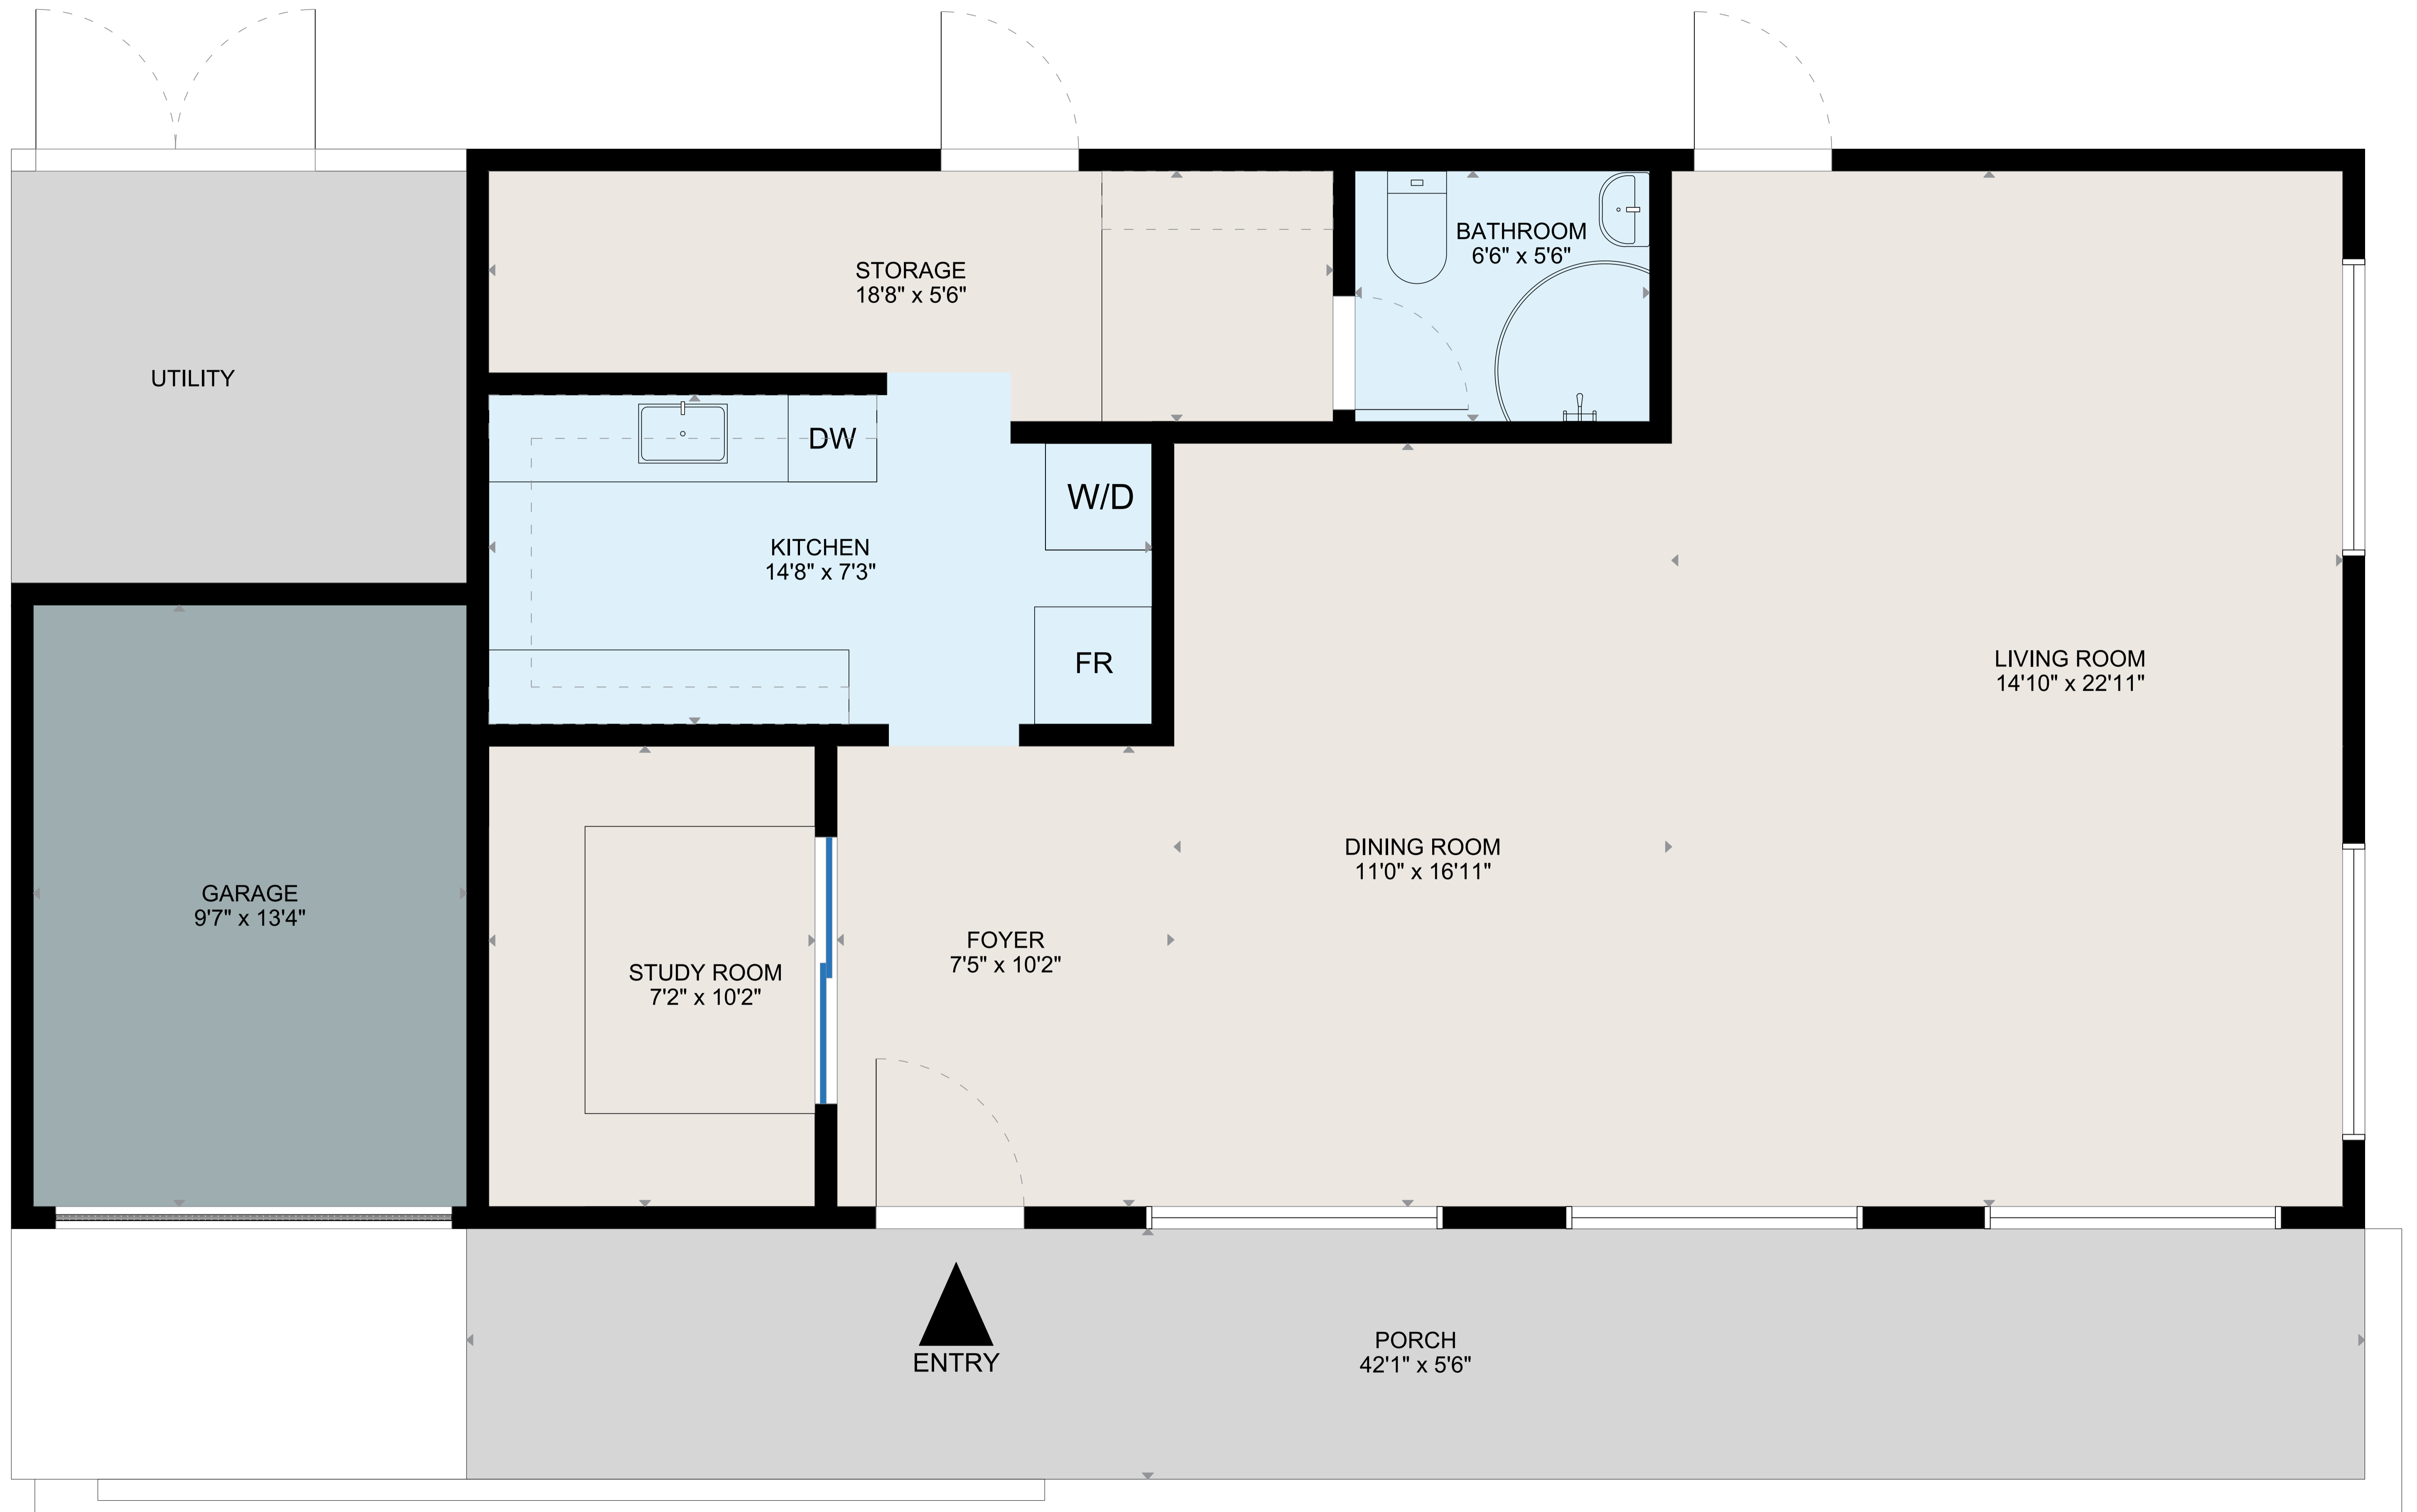 BATHROOM
6'6" x 5'6"
STORAGE
18'8" x 5'6"
UTILITY
DW
W/D
KITCHEN
14'8" x 7'3"
FR
LIVING ROOM
14'10" x 22'11"
DINING ROOM
11'0" x 16'11"
GARAGE
9'7" x 13'4"
FOYER
7'5" x 10'2"
STUDY ROOM
7'2" x 10'2"
PORCH
42'1" x 5'6"
ENTRY